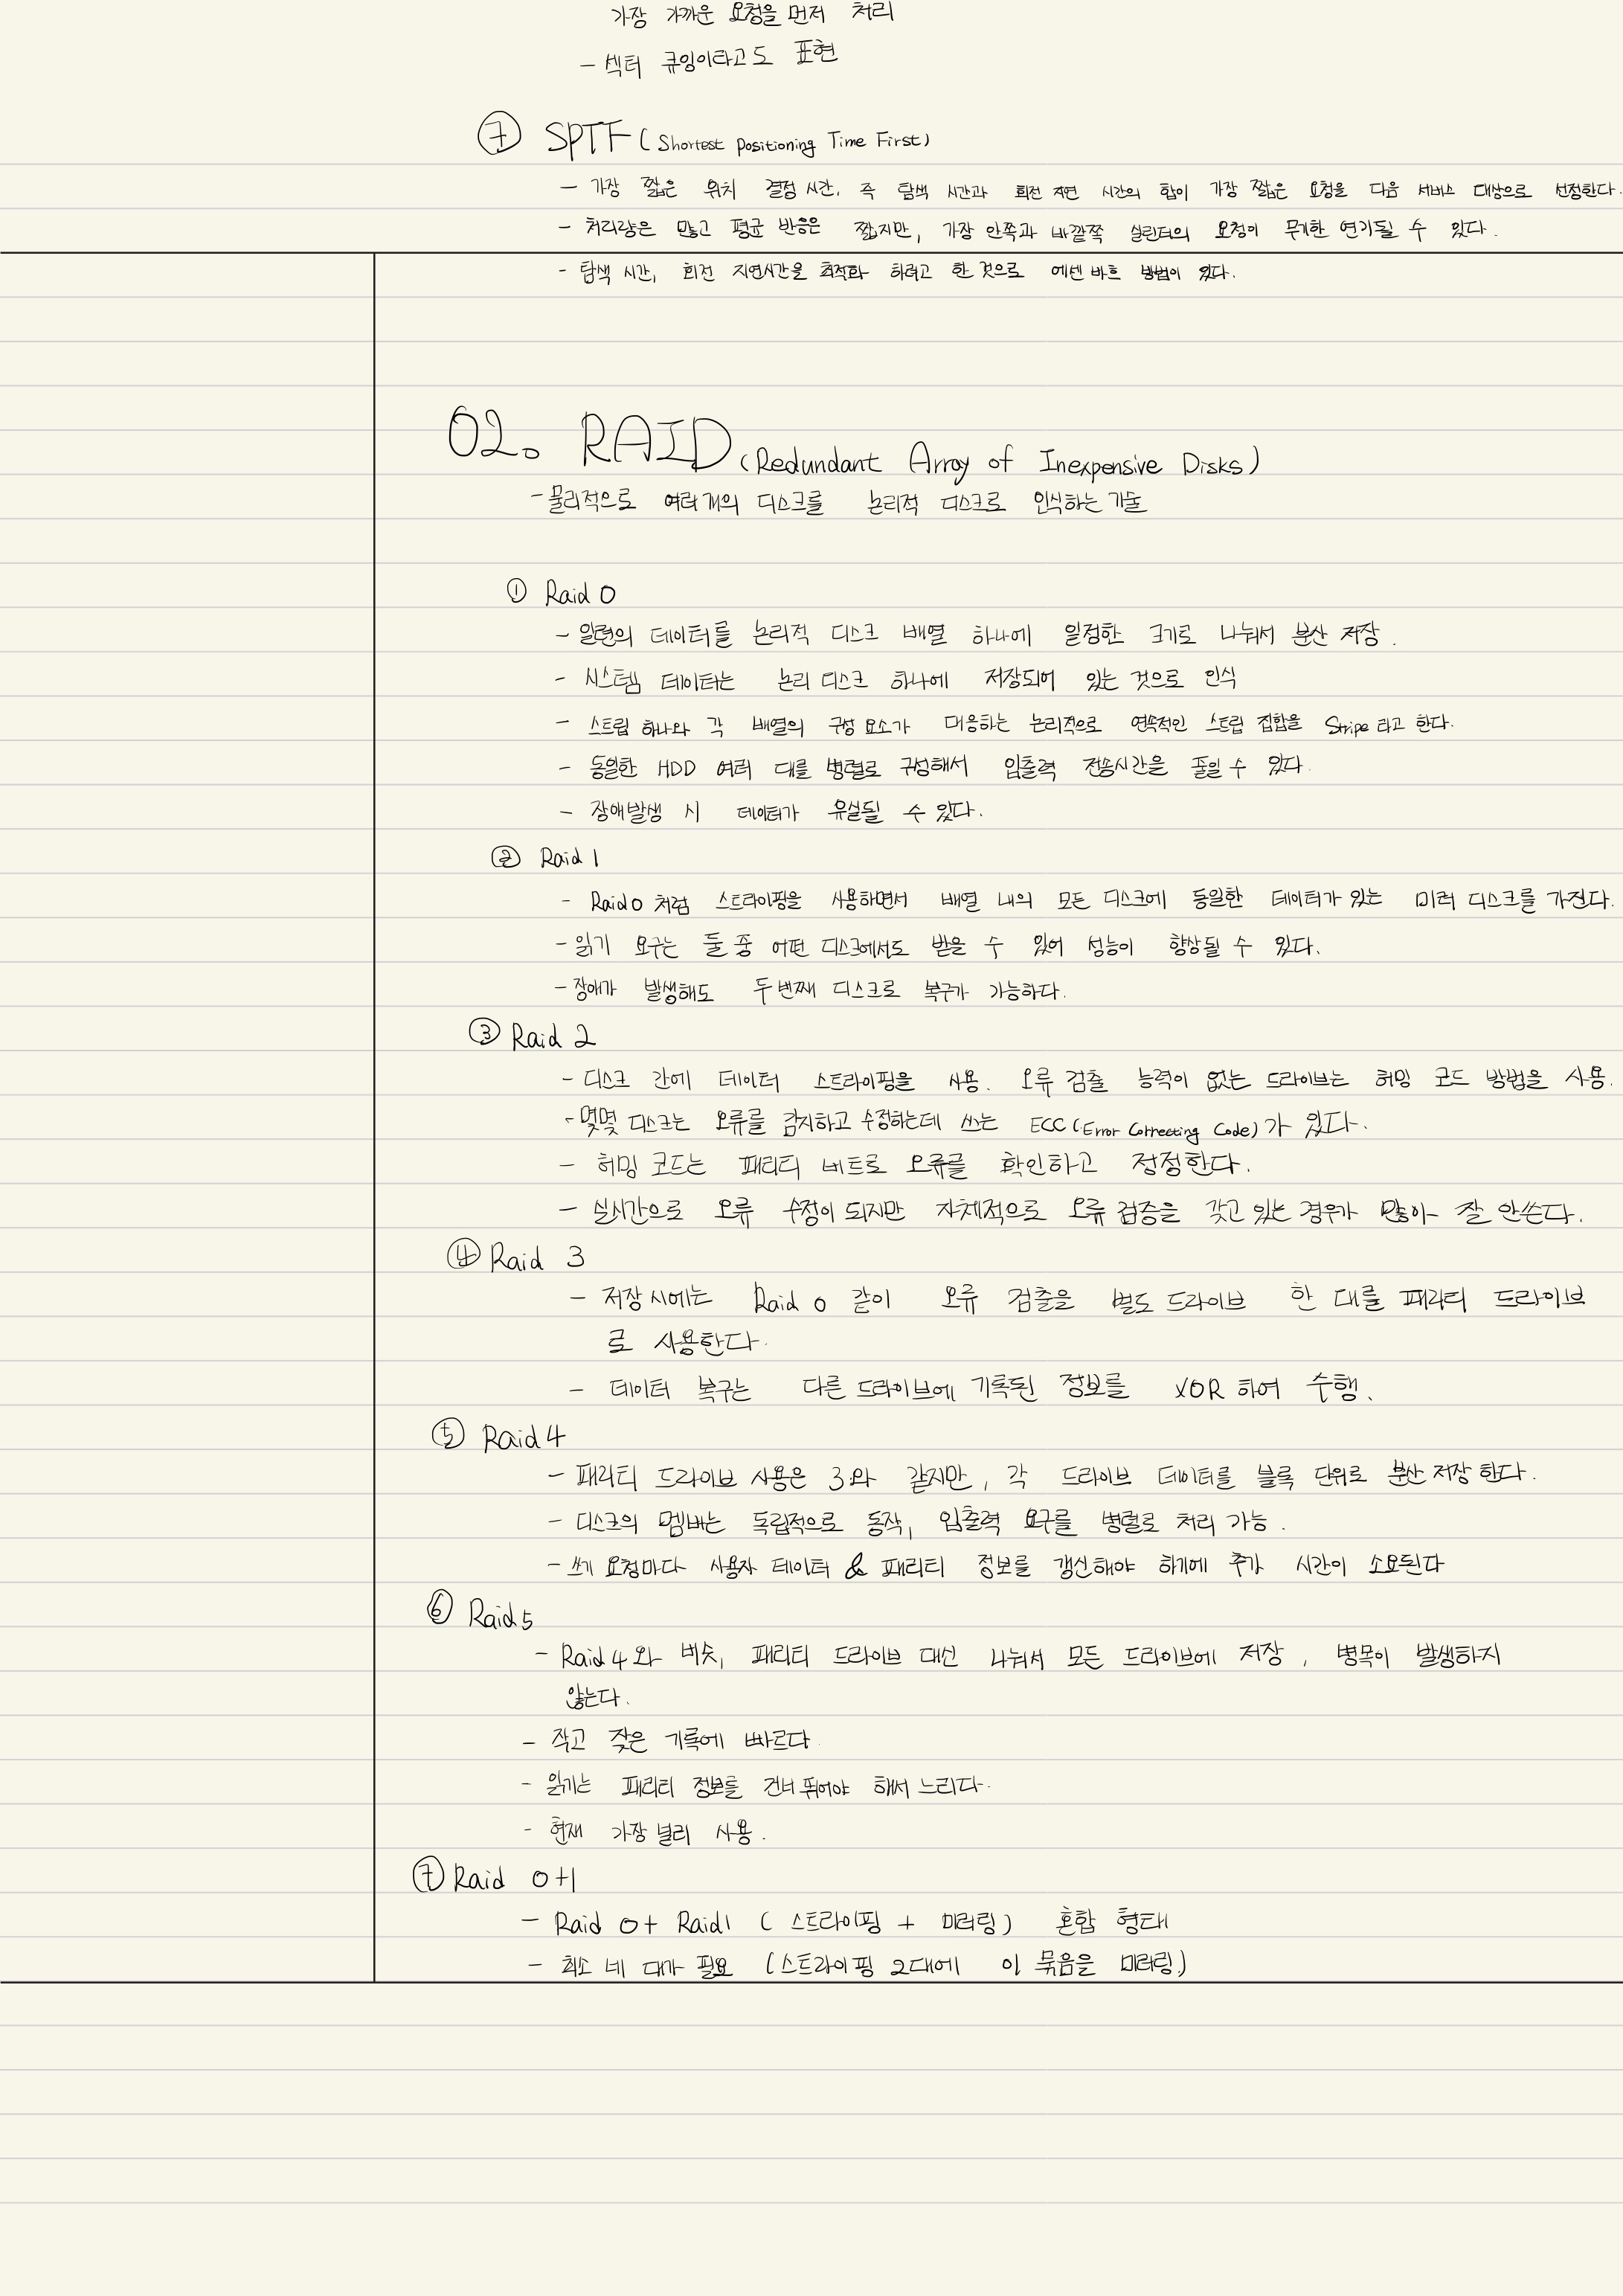 가장 가까운 요청을 먼저 처리
- 섹터 큐잉이라고도 표현
⑦ SPTF (Shortest Positioning Time First)
- 가장 짧은 위치 결정 시간, 즉 탐색 시간과 회전 지연 시간의 합이 가장 짧은 요청을 다음 서비스 대상으로 선정한다.
- 처리량은 많고 평균 반응은 짧지만, 가장 안쪽과 바깥쪽 실린더의 요청이 무기한 연기될 수 있다.
- 탐색 시간, 회전 지연시간을 최적화 하려고 한 것으로 에센 바흐 방법이 있다.
02. RAID (Redundant Array of Inexpensive Disks)
- 물리적으로 여러개의 디스크를 논리적 디스크로 인식하는 기술
① Raid 0
- 일련의 데이터를 논리적 디스크 배열 하나에 일정한 크기로 나눠서 분산 저장.
- 시스템 데이터는 논리 디스크 하나에 저장되어 있는 것으로 인식
- 스트립 하나와 각 배열의 구성 요소가 대응하는 논리적으로 연속적인 스트립 집합을 Stripe 라고 한다.
- 동일한 HDD 여러 대를 병렬로 구성해서 입출력 전송시간을 줄일 수 있다.
- 장애발생 시 데이터가 유실될 수 있다.
② Raid 1
- Raid 0 처럼 스트라이핑을 사용하면서 배열 내의 모든 디스크에 동일한 데이터가 있는 미러 디스크를 가진다.
- 읽기 요구는 둘 중 어떤 디스크에서도 받을 수 있어 성능이 향상될 수 있다.
- 장애가 발생해도 두번째 디스크로 복구가 가능하다.
③ Raid 2
- 디스크 간에 데이터 스트라이핑을 사용. 오류 검출 능력이 없는 드라이브는 허밍 코드 방법을 사용.
- 몇몇 디스크는 오류를 감지하고 수정하는데 쓰는 ECC (Error Correcting Code) 가 있다.
- 허밍 코드는 패리티 비트로 오류를 확인하고 정정한다.
- 실시간으로 오류 수정이 되지만 자체적으로 오류 검증을 갖고 있는 경우가 많아 잘 안쓴다.
④ Raid 3
- 저장 시에는 Raid 0 같이 오류 검출을 별도 드라이브 한 대를 패리티 드라이브
로 사용한다.
- 데이터 복구는 다른 드라이브에 기록된 정보를 XOR 하여 수행.
⑤ Raid 4
- 패리티 드라이브 사용은 3와 같지만, 각 드라이브 데이터를 블록 단위로 분산 저장 한다.
- 디스크의 멤버는 독립적으로 동작, 입출력 요구를 병렬로 처리 가능.
- 쓰기 요청마다 사용자 데이터 & 패리티 정보를 갱신해야 하기에 추가 시간이 소요된다
⑥ Raid 5
- Raid 4 와 비슷, 패리티 드라이브 대신 나눠서 모든 드라이브에 저장, 병목이 발생하지
않는다.
- 작고 잦은 기록에 빠르다.
- 읽기는 패리티 정보를 건너 뛰어야 해서 느리다.
- 현재 가장 널리 사용.
⑦ Raid 0+1
- Raid 0 + Raid1 (스트라이핑 + 미러링) 혼합 형태
- 최소 네 대가 필요 (스트라이핑 2대에 이 묶음을 미러링)